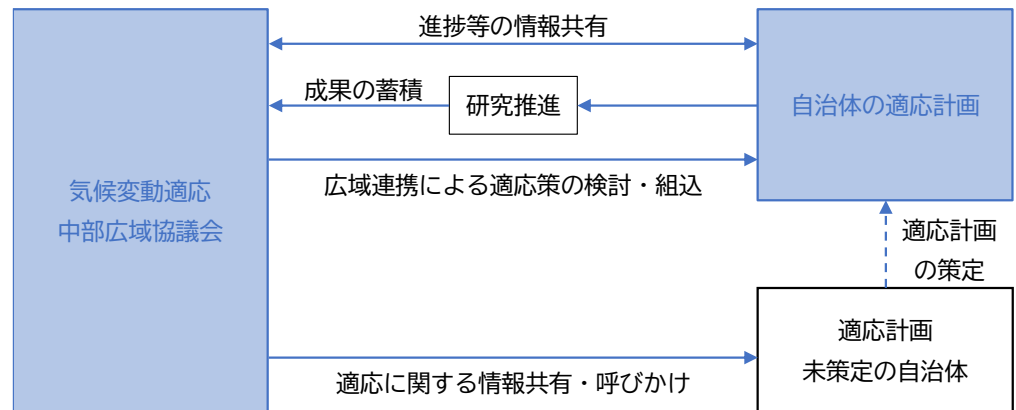 進捗等の情報共有
成果の蓄積
研究推進
自治体の適応計画
広域連携による適応策の検討・組込
気候変動適応
中部広域協議会
適応計画
の策定
適応計画
未策定の自治体
適応に関する情報共有・呼びかけ